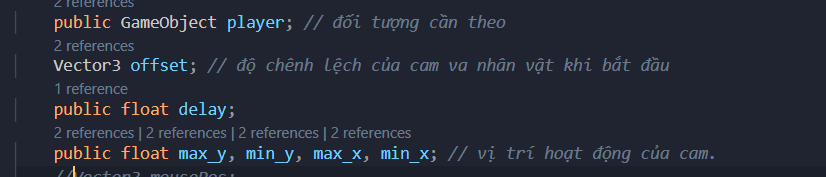 2 references
public GameObject player; // đối tượng cần theo
2 references
Vector3 offset; // độ chênh lệch của cam va nhân vật khi bắt đầu
1 reference
public float delay;
2 references | 2 references | 2 references | 2 references
public float max_y, min_y, max_x, min_x; // vị trí hoạt động của cam.
//Vector3 mousePos;